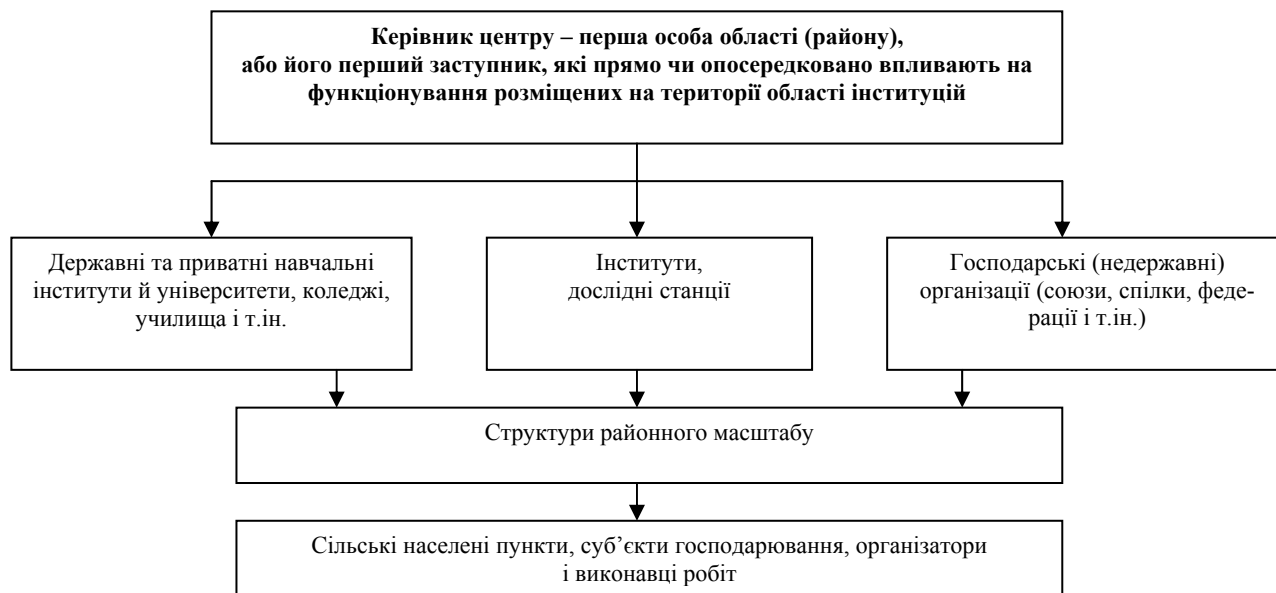 Керівник центру – перша особа області (району),
або його перший заступник, які прямо чи опосередковано впливають на
функціонування розміщених на території області інституцій
Державні та приватні навчальні
інститути й університети, коледжі,
училища і т.ін.
Інститути,
дослідні станції
Господарські (недержавні)
організації (союзи, спілки, феде-
рації і т.ін.)
Структури районного масштабу
Сільські населені пункти, суб’єкти господарювання, організатори
і виконавці робіт